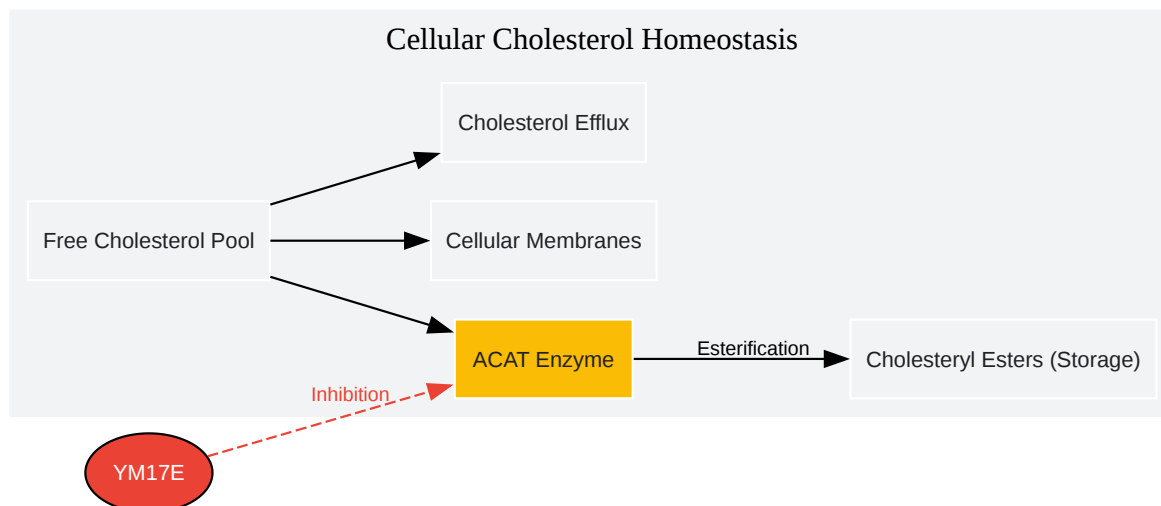 Cellular Cholesterol Homeostasis
Cholesterol Efflux
Free Cholesterol Pool
Cellular Membranes
ACAT Enzyme
Esterification
Cholesteryl Esters (Storage)
Inhibition
YM17E